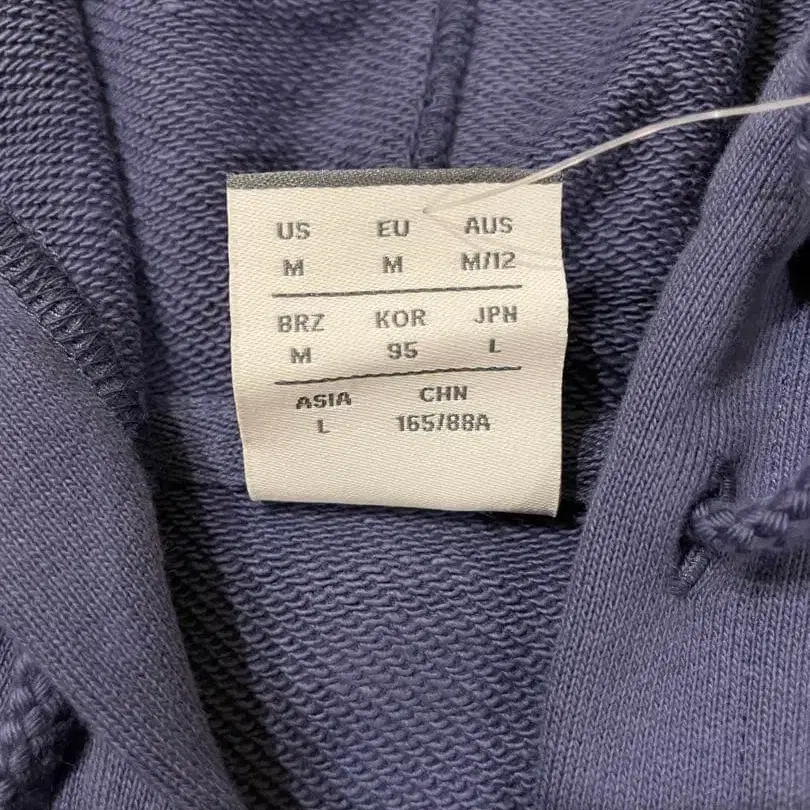 US EU AUS
M M M/12
BRZ KOR JPN
M 95 L
ASIA CHN
L 165/88A